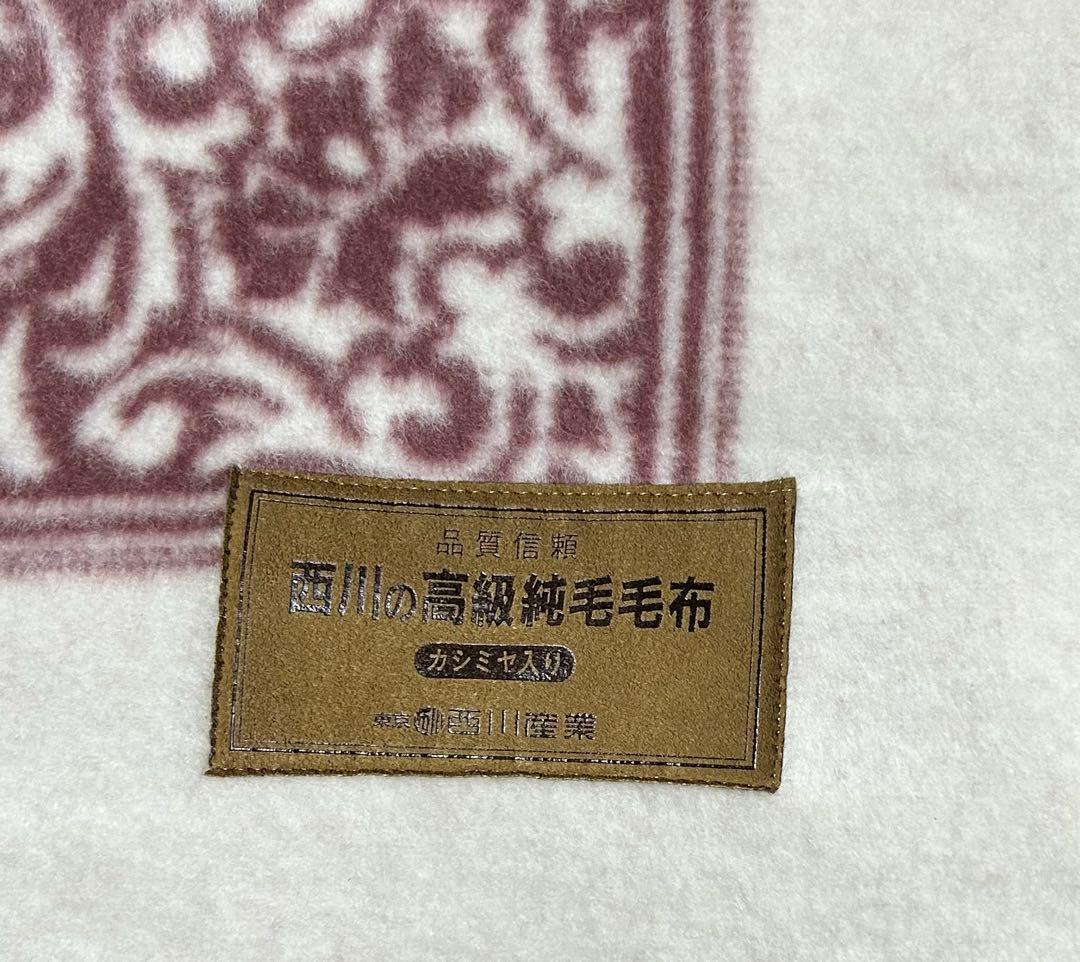 品質信頼
西川の高級純毛毛布
カシミヤ入り
東京 西川産業